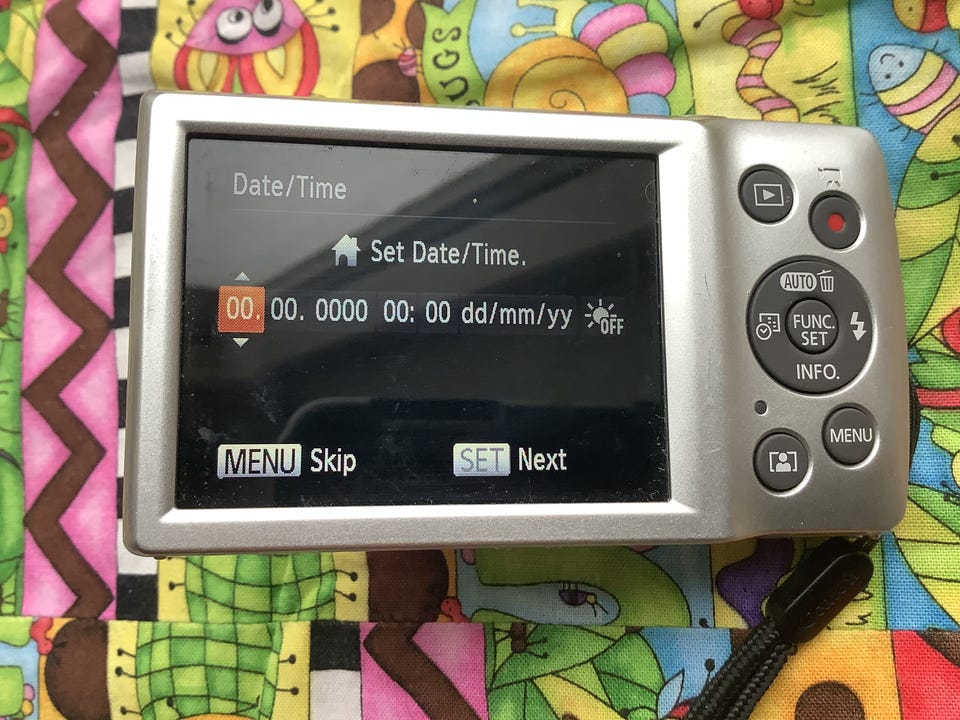 BUGS
Date/Time
Set Date/Time.
00. 00. 0000 00: 00 dd/mm/yy OFF
MENU Skip SET Next
AUTO
FUNC.
SET
INFO.
MENU